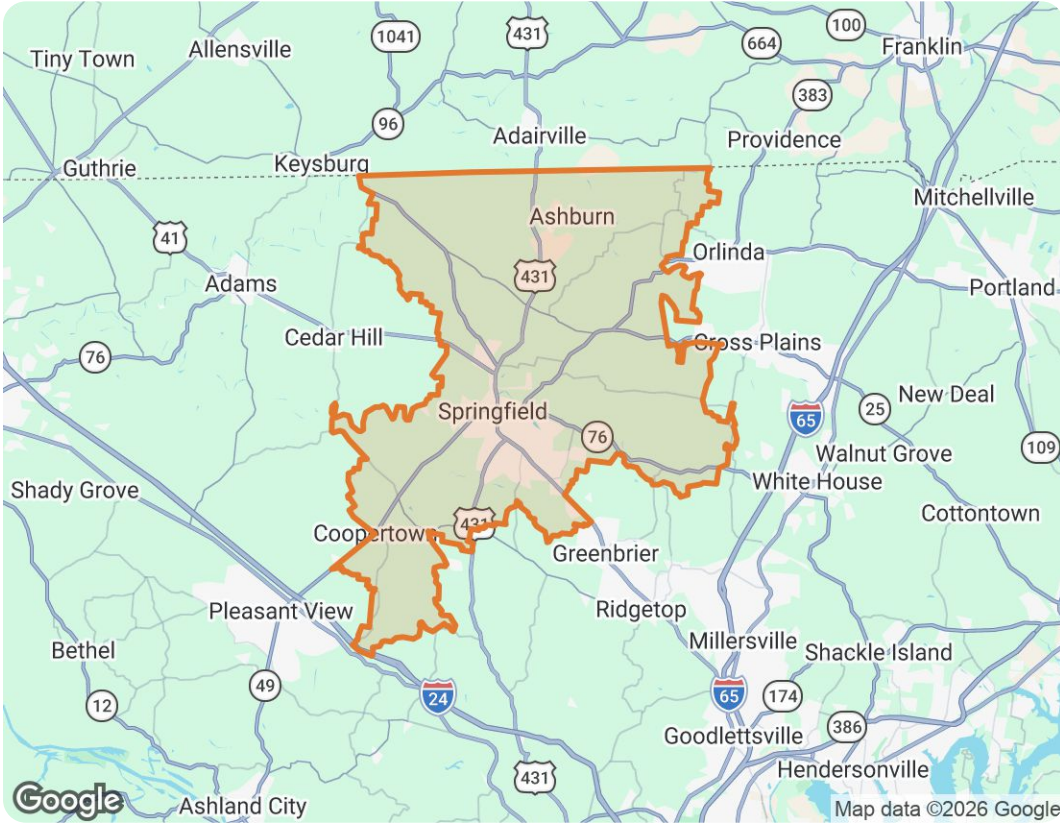 1041
431
100
Tiny Town
Allensville
664
Franklin
383
96
Adairville
Providence
Guthrie
Keysburg
Mitchellville
41
Ashburn
Orlinda
Adams
431
Portland
Cedar Hill
Cross Plains
76
New Deal
25
Springfield
65
76
109
Walnut Grove
Shady Grove
White House
Cottontown
Coopertown
431
Greenbrier
Pleasant View
Ridgetop
Bethel
Millersville
Shackle Island
49
12
24
65
174
386
Goodlettsville
431
Hendersonville
Google
Ashland City
Map data ©2026 Google